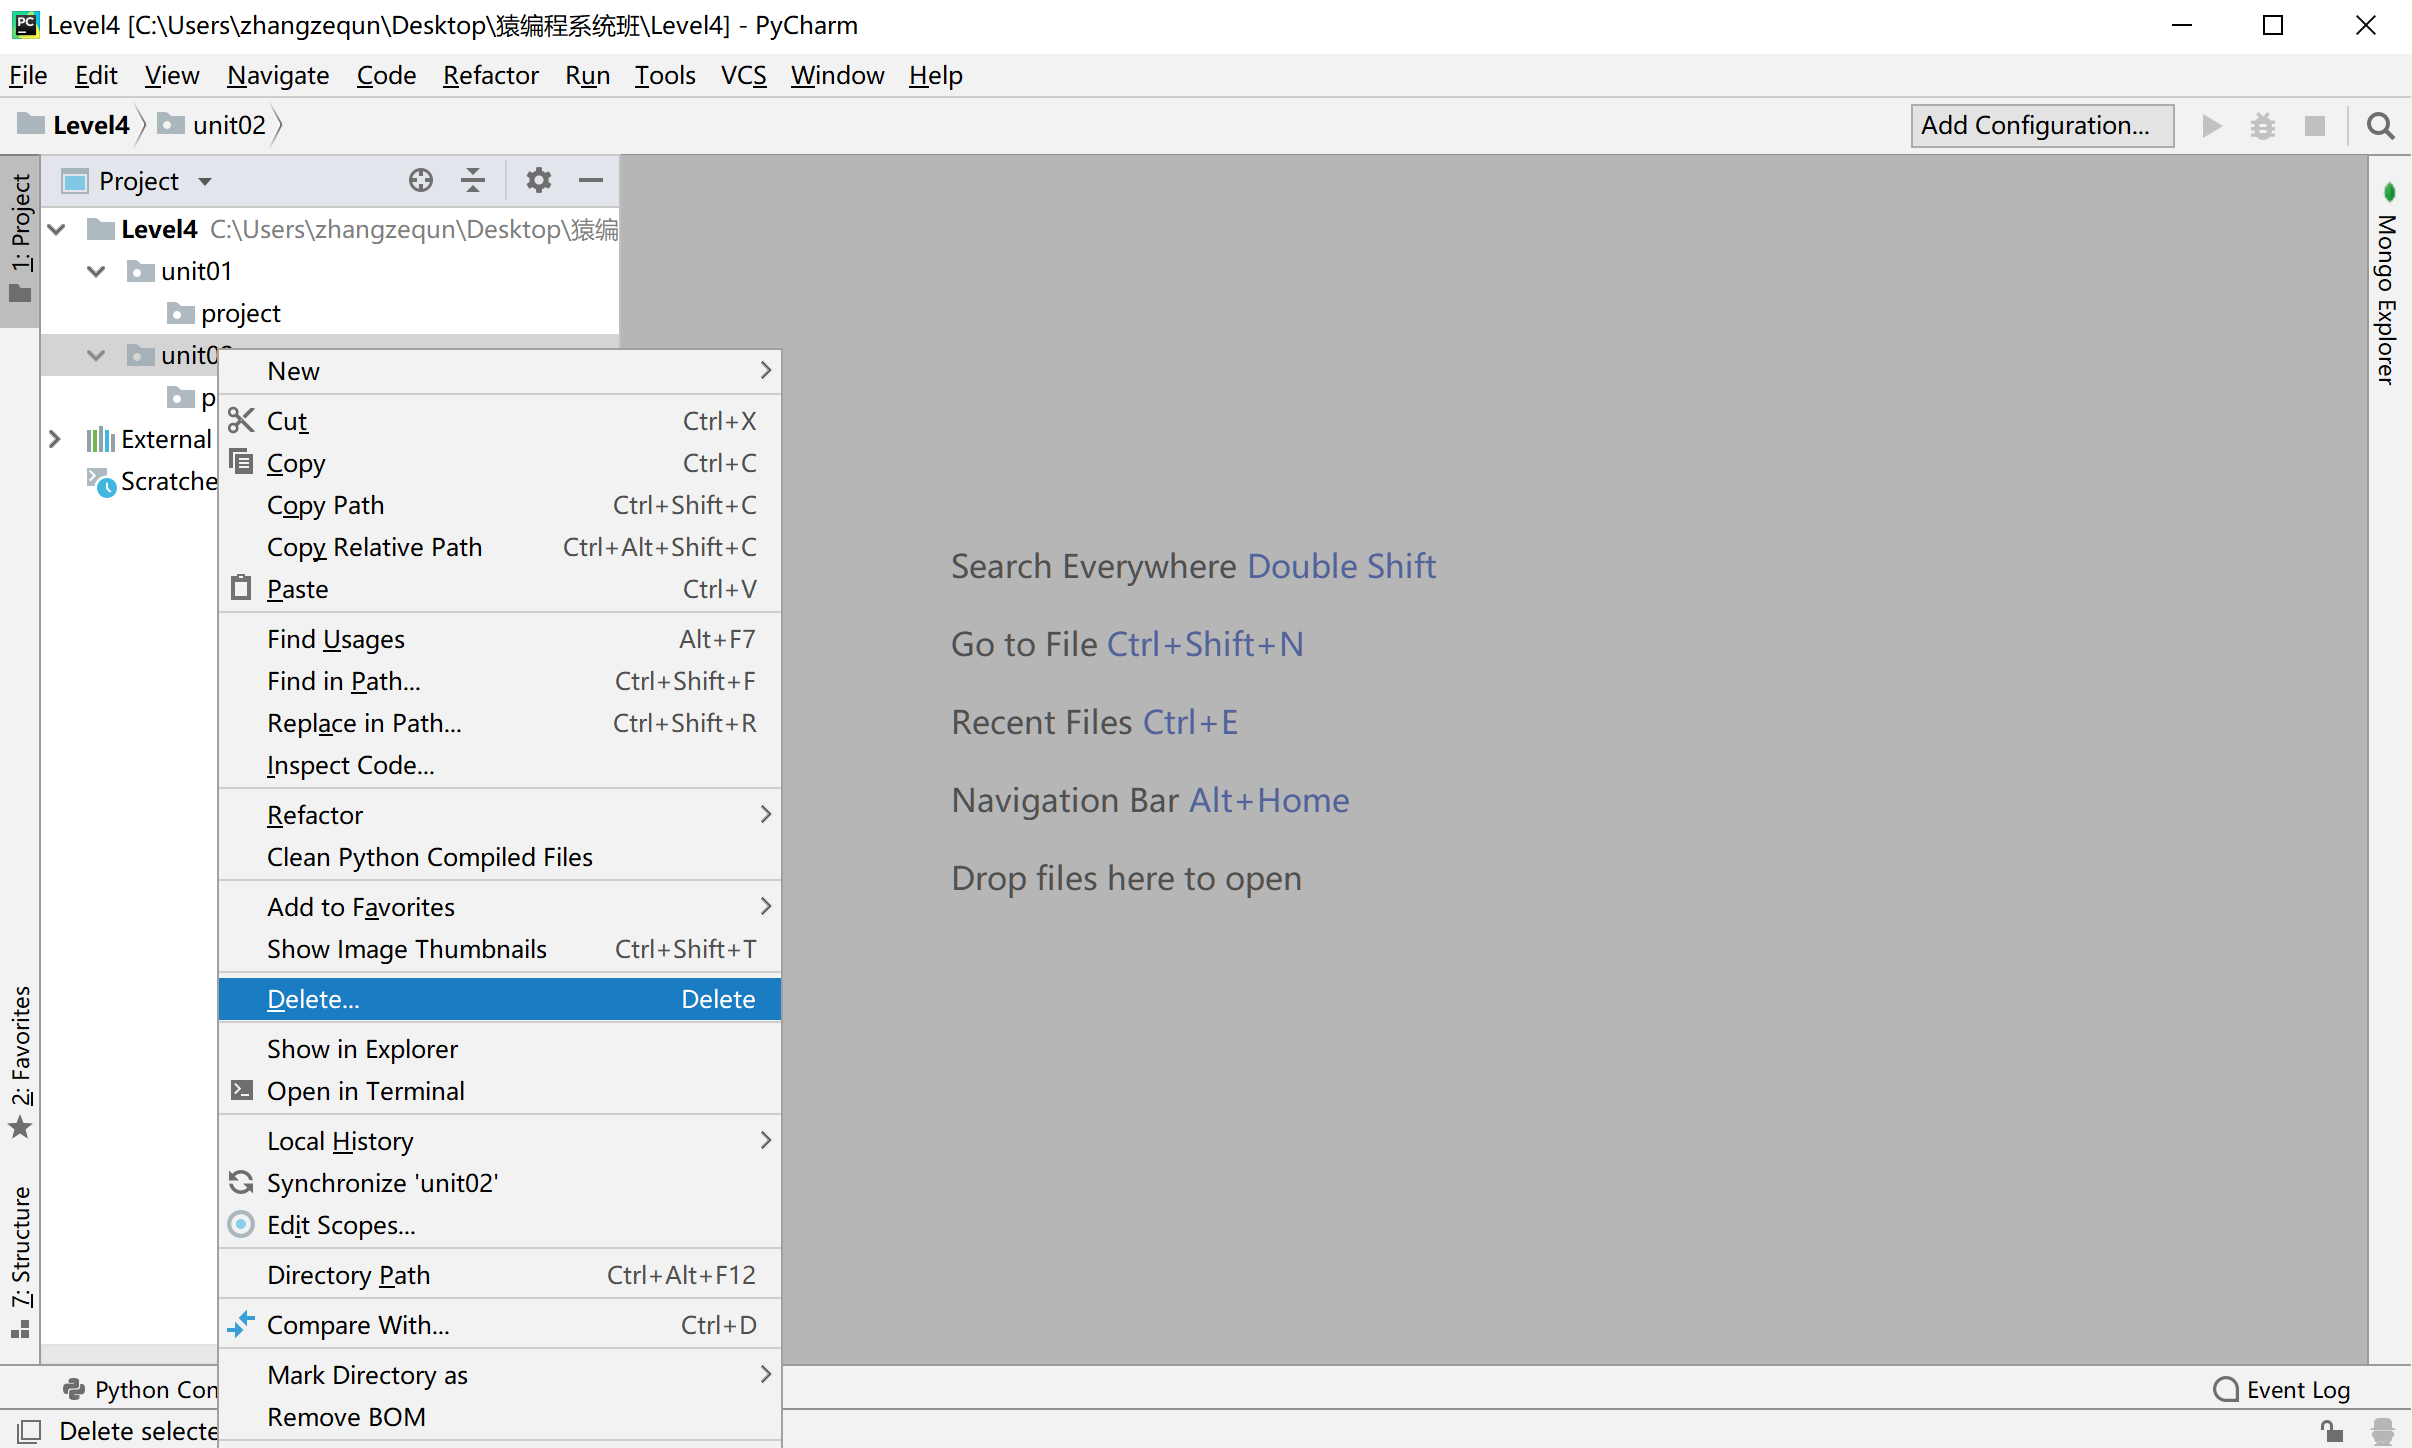 Level4 [C:\Users\zhangzequn\Desktop\猿编程系统班\Level4] - PyCharm
File Edit View Navigate Code Refactor Run Tools VCS Window Help
Level4 unit02 Add Configuration...
1: Project
Project
Level4 C:\Users\zhangzequn\Desktop\猿编
unit01
project
unit02
p
External
Scratche
New
Cut Ctrl+X
Copy Ctrl+C
Copy Path Ctrl+Shift+C
Copy Relative Path Ctrl+Alt+Shift+C
Paste Ctrl+V
Find Usages Alt+F7
Find in Path... Ctrl+Shift+F
Replace in Path... Ctrl+Shift+R
Inspect Code...
Refactor
Clean Python Compiled Files
Add to Favorites
Show Image Thumbnails Ctrl+Shift+T
Delete... Delete
Show in Explorer
Open in Terminal
Local History
Synchronize 'unit02'
Edit Scopes...
Directory Path Ctrl+Alt+F12
Compare With... Ctrl+D
Mark Directory as
Remove BOM
Search Everywhere Double Shift
Go to File Ctrl+Shift+N
Recent Files Ctrl+E
Navigation Bar Alt+Home
Drop files here to open
Mongo Explorer
2: Favorites
7: Structure
Python Con
Event Log
Delete selecte